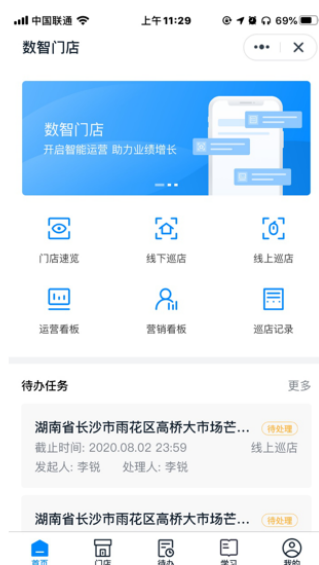 中国联通 上午11:29 69%
数智门店
数智门店
开启智能运营 助力业绩增长
门店速览 线下巡店 线上巡店
运营看板 营销看板 巡店记录
待办任务 更多
湖南省长沙市雨花区高桥大市场芒... 待处理
截止时间: 2020.08.02 23:59 线上巡店
发起人: 李锐 处理人: 李锐
湖南省长沙市雨花区高桥大市场芒... 待处理
首页 门店 待办 学习 我的